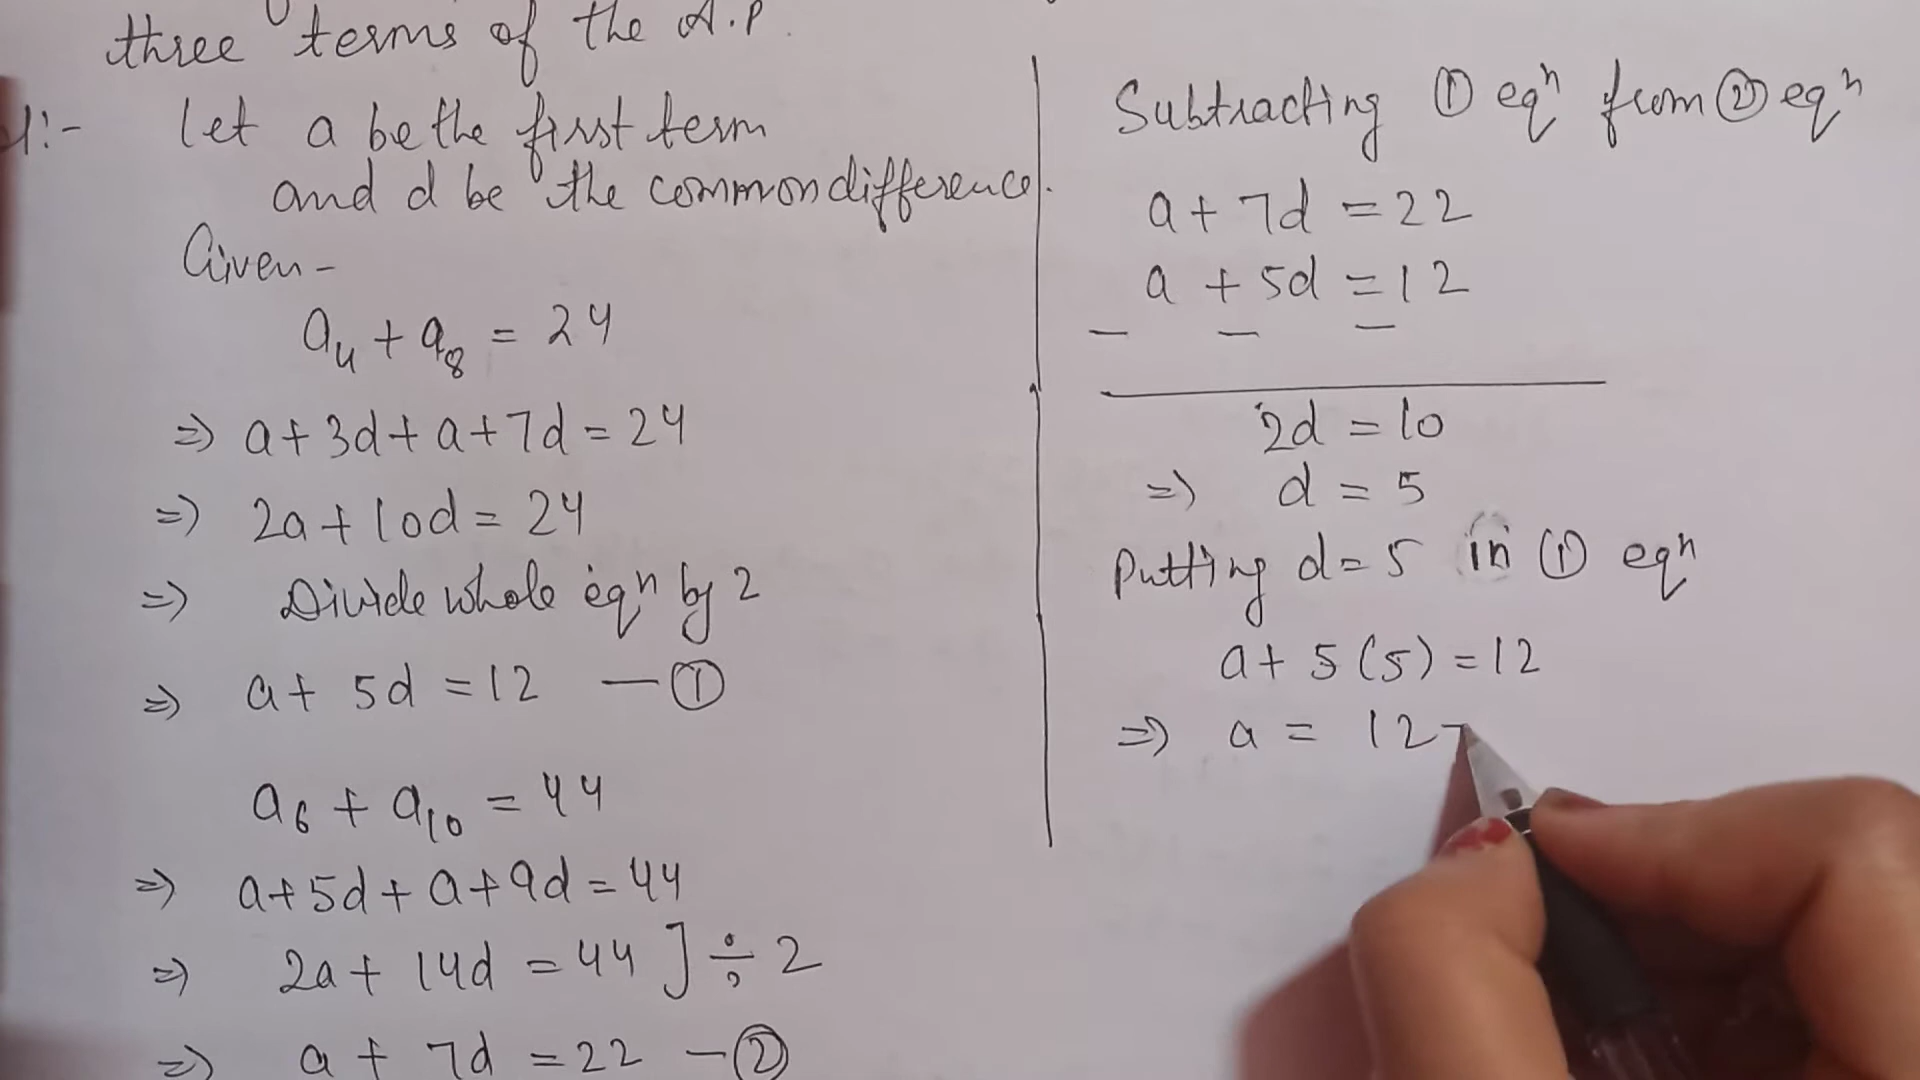 three terms of the A.P.
let a be the first term
and d be the common difference.
Given -
a₄ + a₈ = 24
⇒ a + 3d + a + 7d = 24
⇒ 2a + 10d = 24
⇒ Divide whole eqⁿ by 2
⇒ a + 5d = 12 — ①
a₆ + a₁₀ = 44
⇒ a + 5d + a + 9d = 44
⇒ 2a + 14d = 44 ] ÷ 2
⇒ a + 7d = 22 — ②
Subtracting ① eqⁿ from ② eqⁿ
a + 7d = 22
a + 5d = 12
— — —
2d = 10
⇒ d = 5
Putting d = 5 in ① eqⁿ
a + 5 (5) = 12
⇒ a = 12 -